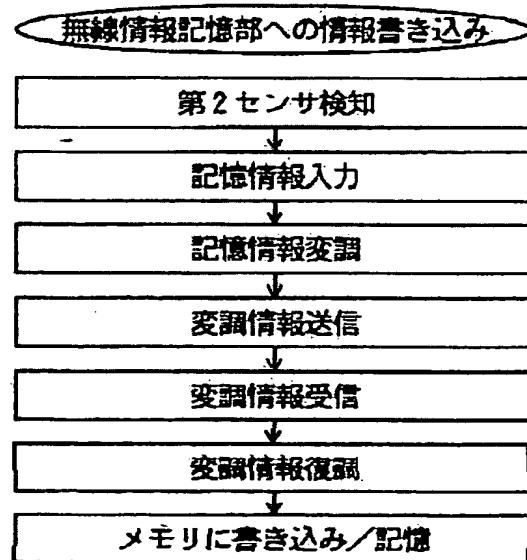 無線情報記憶部への情報書き込み
第2センサ検知
記憶情報入力
記憶情報変調
変調情報送信
変調情報受信
変調情報復調
メモリに書き込み/記憶